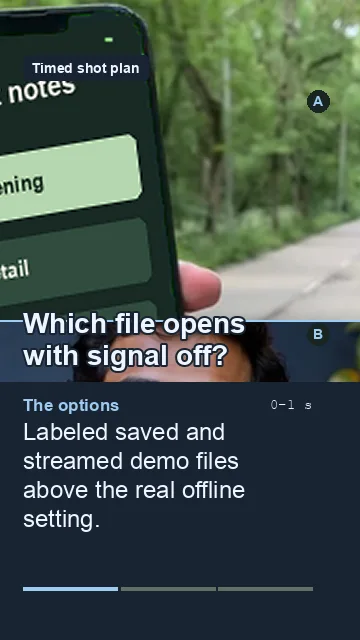 Timed shot plan
notes
A
ening
tail
Which file opens
with signal off?
B
The options
0–1 s
Labeled saved and
streamed demo files
above the real offline
setting.